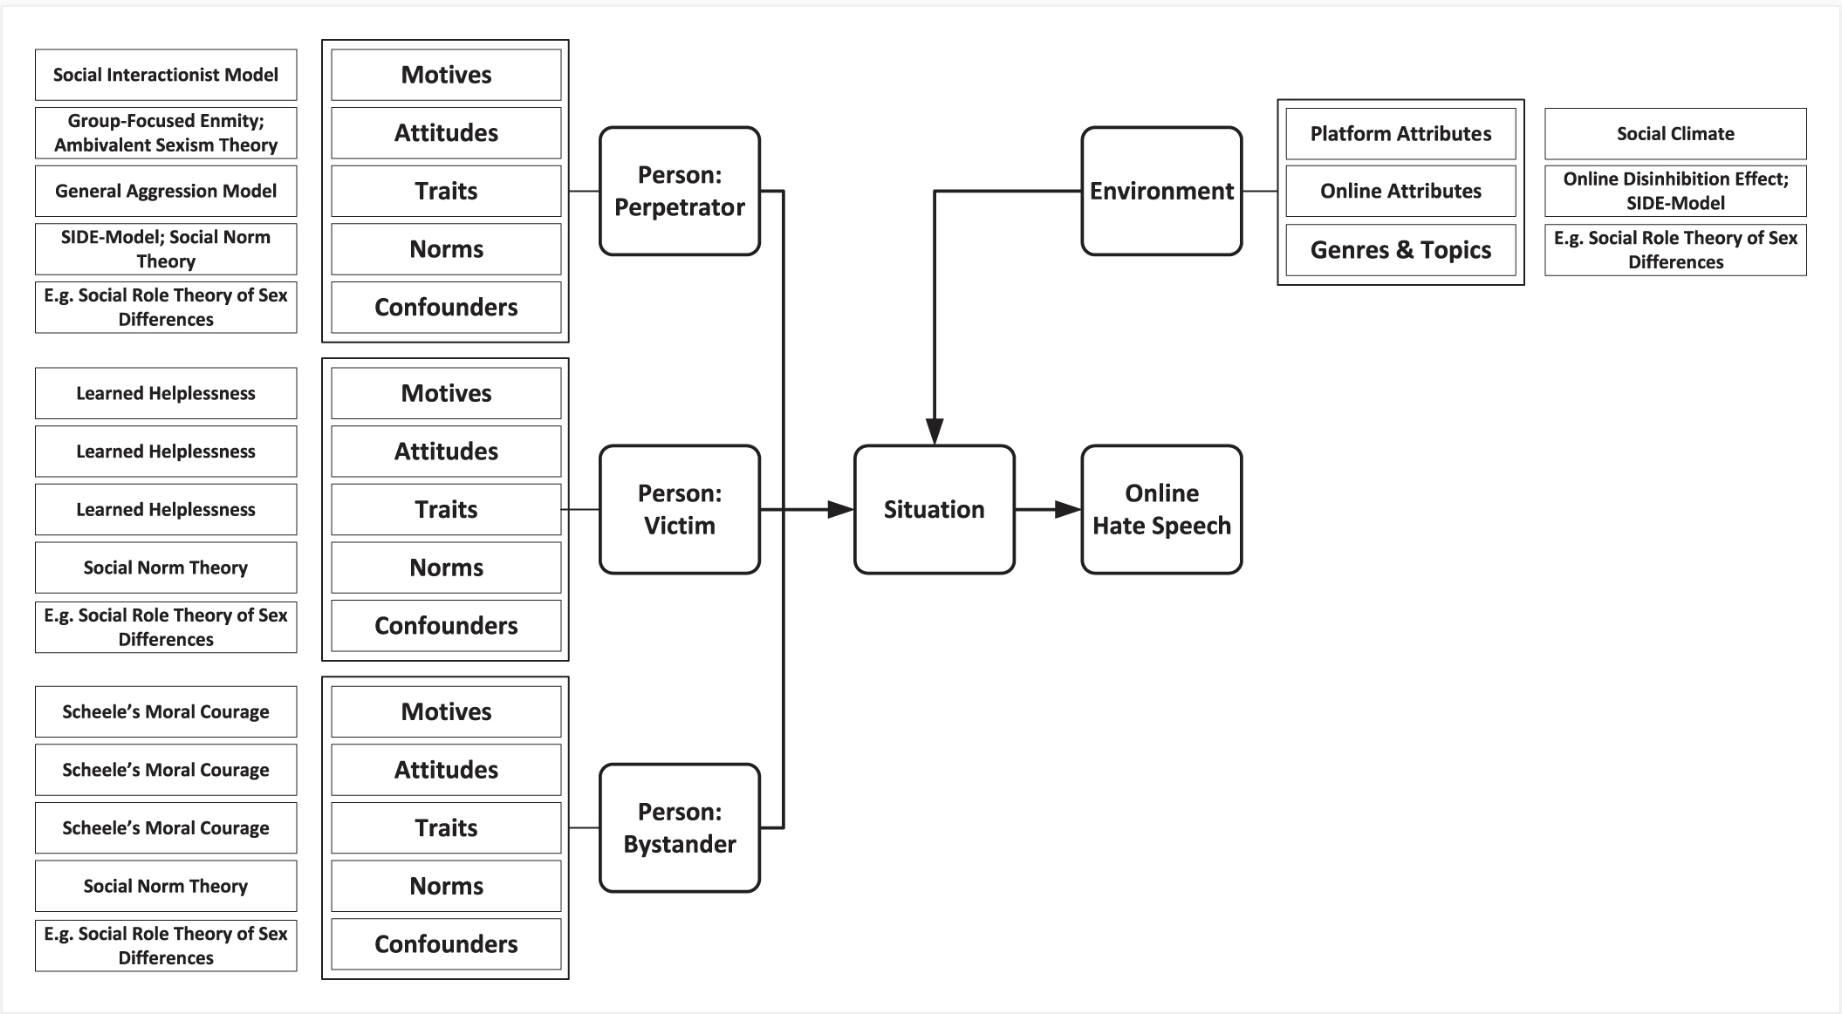 Social Interactionist Model
Motives
Group-Focused Enmity;
Ambivalent Sexism Theory
Attitudes
General Aggression Model
Traits
SIDE-Model; Social Norm
Theory
Norms
E.g. Social Role Theory of Sex
Differences
Confounders
Person:
Perpetrator
Learned Helplessness
Motives
Learned Helplessness
Attitudes
Learned Helplessness
Traits
Social Norm Theory
Norms
E.g. Social Role Theory of Sex
Differences
Confounders
Person:
Victim
Scheele’s Moral Courage
Motives
Scheele’s Moral Courage
Attitudes
Scheele’s Moral Courage
Traits
Social Norm Theory
Norms
E.g. Social Role Theory of Sex
Differences
Confounders
Person:
Bystander
Situation
Online
Hate Speech
Environment
Platform Attributes
Social Climate
Online Attributes
Online Disinhibition Effect;
SIDE-Model
Genres & Topics
E.g. Social Role Theory of Sex
Differences